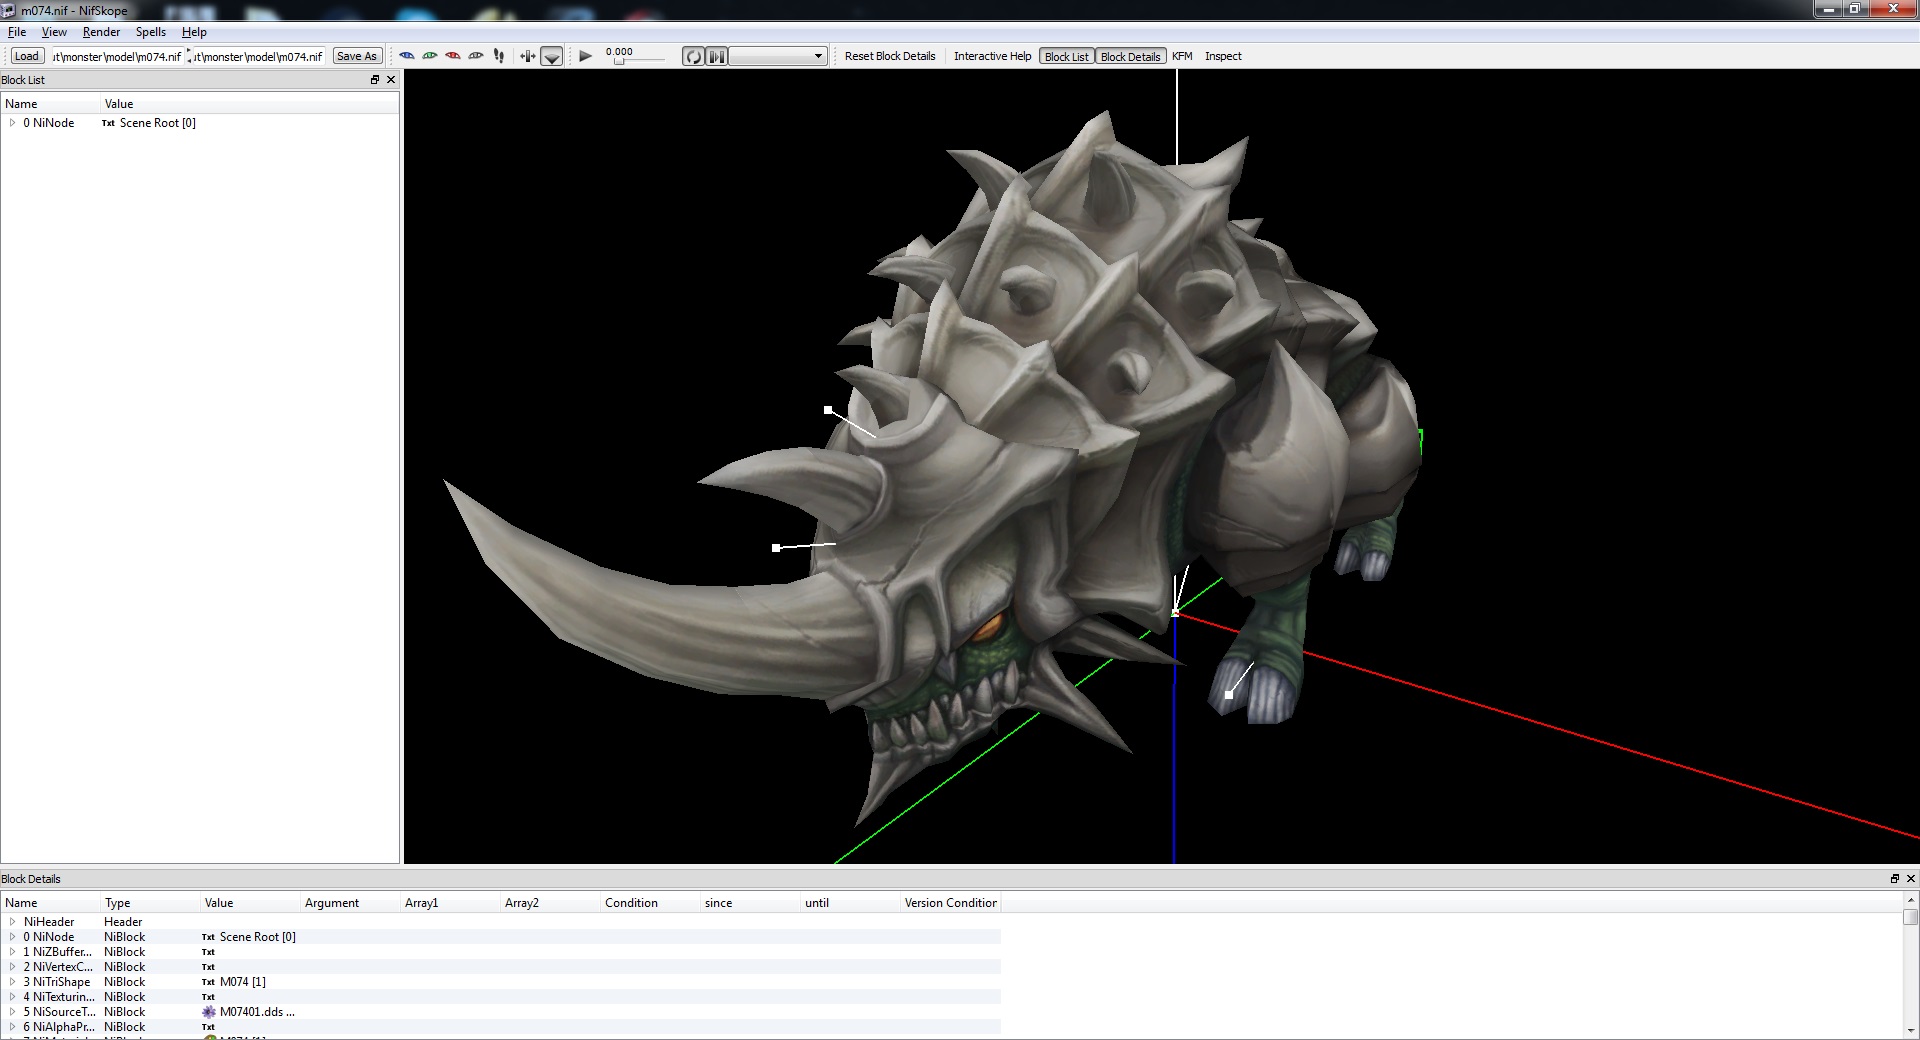 m074.nif - NifSkope
File View Render Spells Help
Load ıt\monster\model\m074.nif ıt\monster\model\m074.nif Save As 0.000 Reset Block Details Interactive Help Block List Block Details KFM Inspect
Block List
Name Value
0 NiNode Txt Scene Root [0]
Block Details
Name Type Value Argument Array1 Array2 Condition since until Version Condition
NiHeader Header
0 NiNode NiBlock Txt Scene Root [0]
1 NiZBuffer... NiBlock Txt
2 NiVertexC... NiBlock Txt
3 NiTriShape NiBlock Txt M074 [1]
4 NiTexturin... NiBlock Txt
5 NiSourceT... NiBlock M07401.dds ...
6 NiAlphaPr... NiBlock Txt